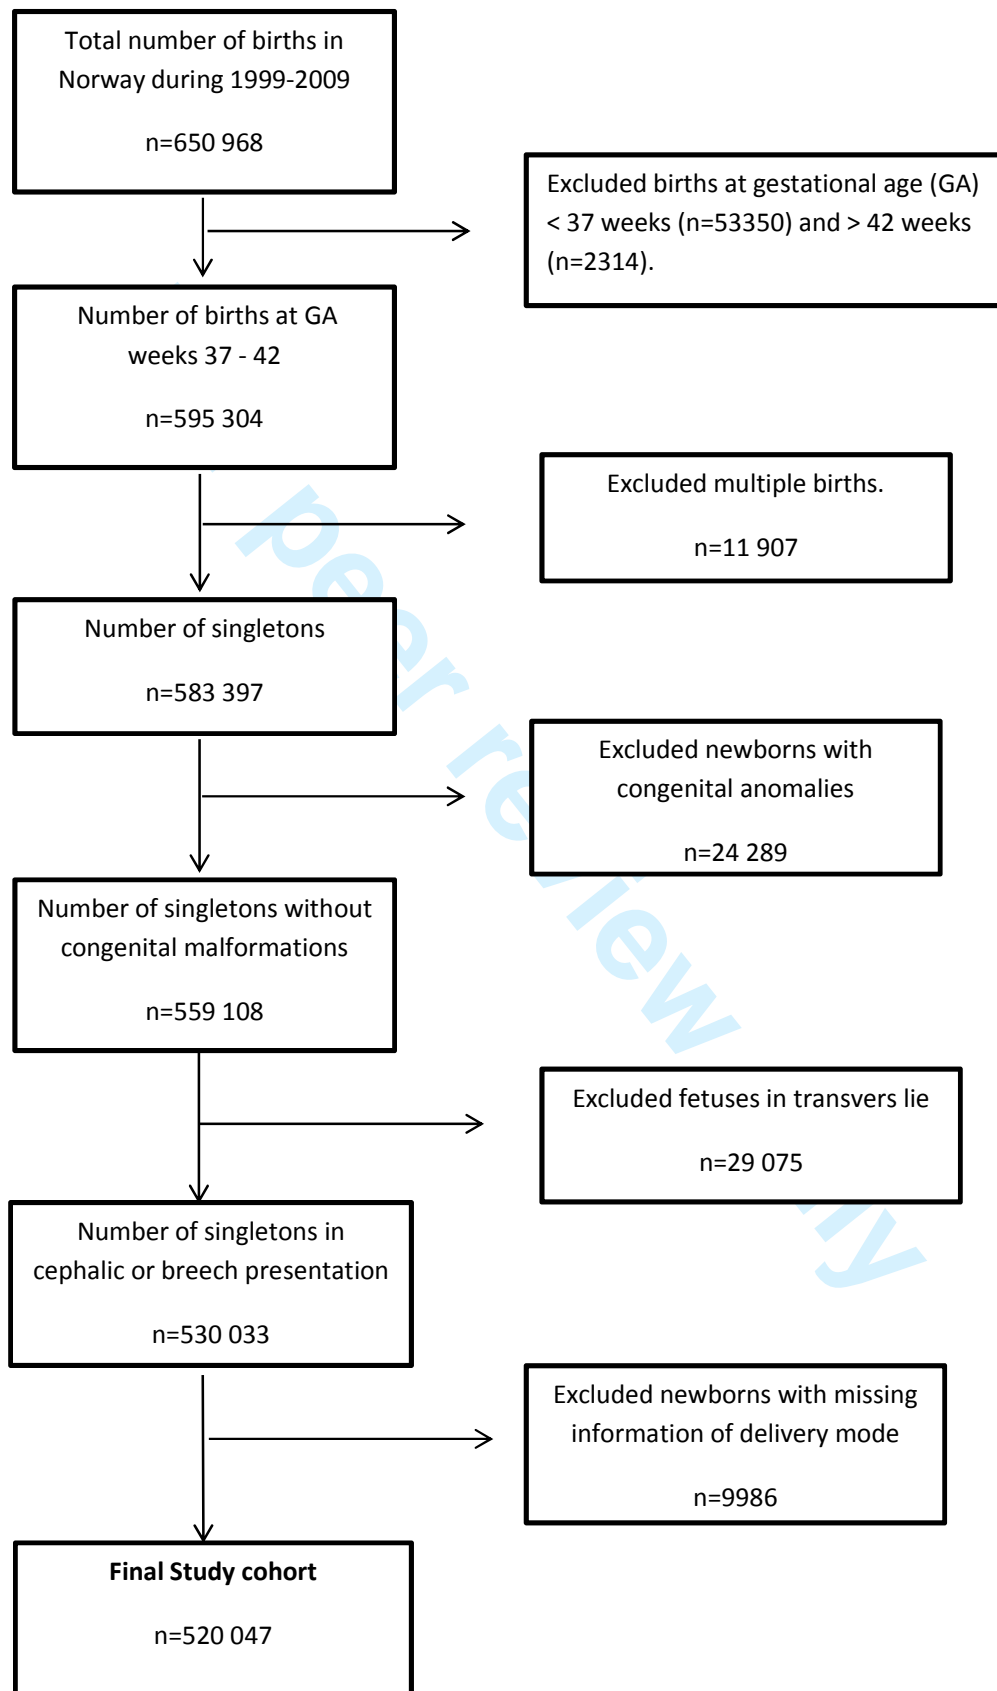 Total number of births in
Norway during 1999-2009
n=650 968
Excluded births at gestational age (GA)
< 37 weeks (n=53350) and > 42 weeks
(n=2314).
Number of births at GA
weeks 37 - 42
n=595 304
Excluded multiple births.
n=11 907
Number of singletons
n=583 397
Excluded newborns with
congenital anomalies
n=24 289
Number of singletons without
congenital malformations
n=559 108
Excluded fetuses in transvers lie
n=29 075
Number of singletons in
cephalic or breech presentation
n=530 033
Excluded newborns with missing
information of delivery mode
n=9986
Final Study cohort
n=520 047
peer review